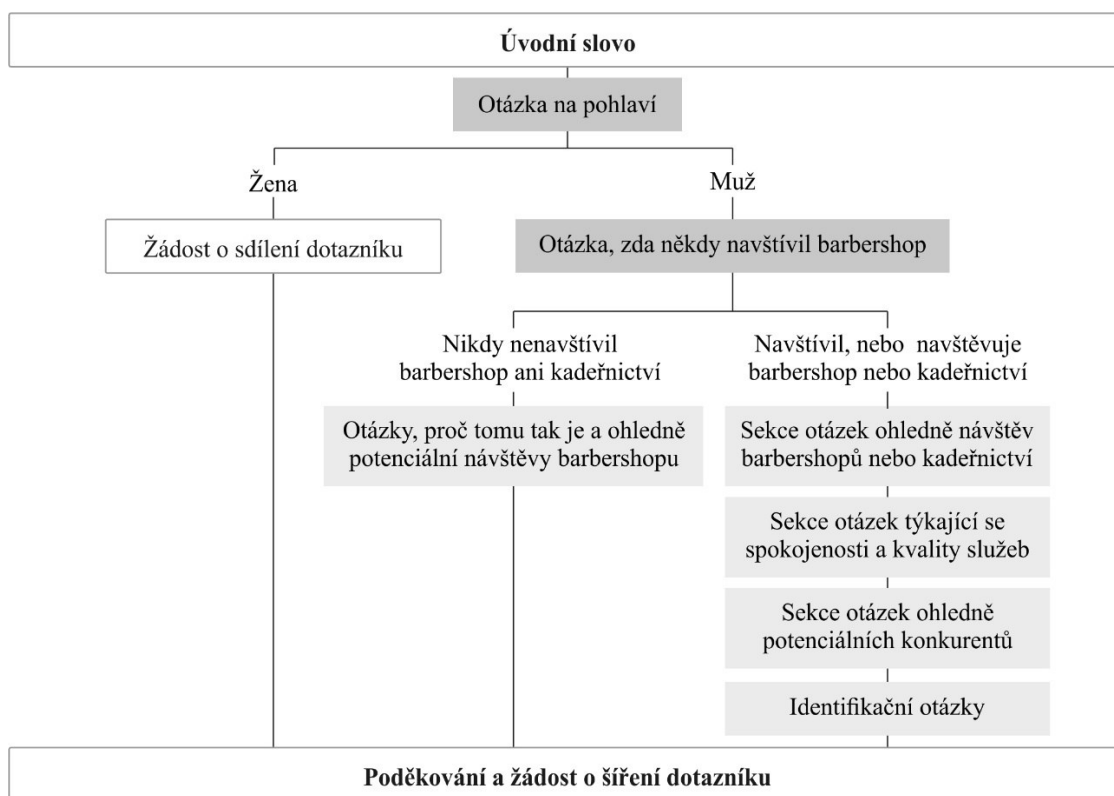 Úvodní slovo
Otázka na pohlaví
Žena
Muž
Žádost o sdílení dotazníku
Otázka, zda někdy navštívil barbershop
Nikdy nenavštívil
barbershop ani kadeřnictví
Navštívil, nebo navštěvuje
barbershop nebo kadeřnictví
Otázky, proč tomu tak je a ohledně
potenciální návštěvy barbershopu
Sekce otázek ohledně návštěv
barbershopů nebo kadeřnictví
Sekce otázek týkající se
spokojenosti a kvality služeb
Sekce otázek ohledně
potenciálních konkurentů
Identifikační otázky
Poděkování a žádost o šíření dotazníku